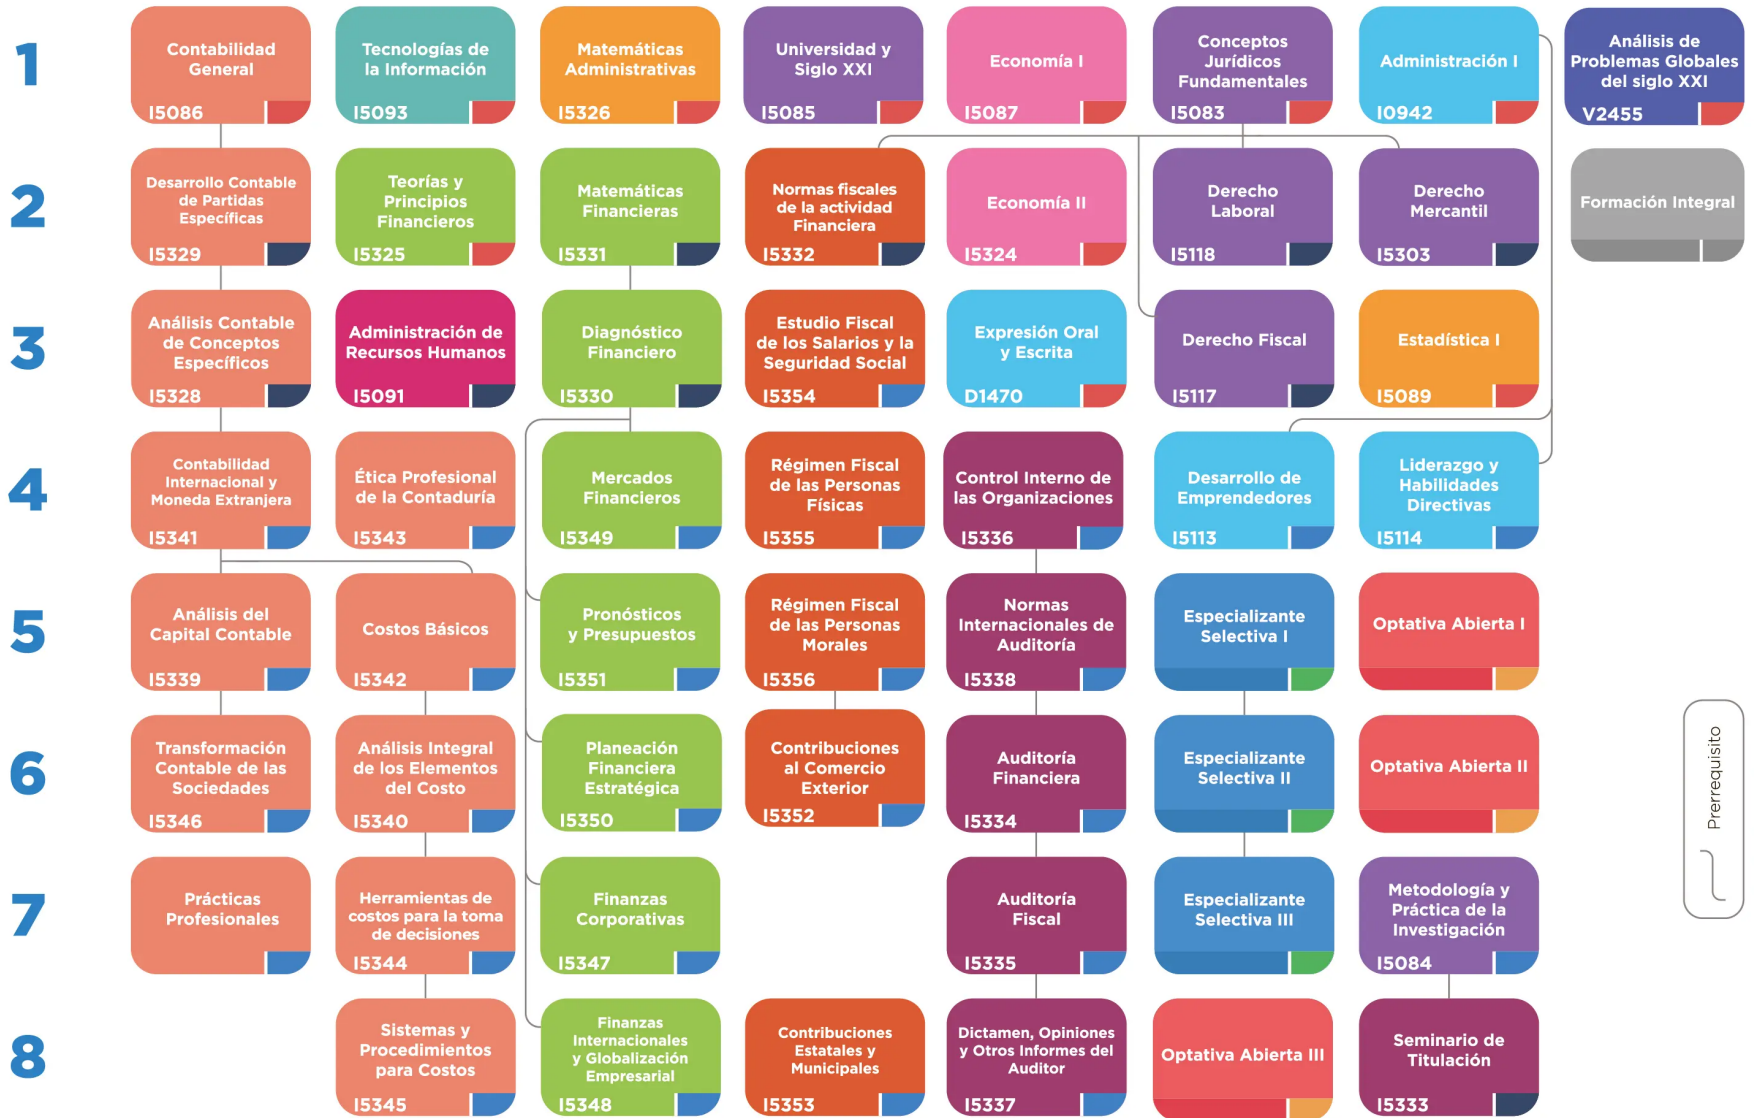 1
Contabilidad
General
I5086
Tecnologías de
la Información
I5093
Matemáticas
Administrativas
I5326
Universidad y
Siglo XXI
I5085
Economía I
I5087
Conceptos
Jurídicos
Fundamentales
I5083
Administración I
I0942
Análisis de
Problemas Globales
del siglo XXI
V2455
2
Desarrollo Contable
de Partidas
Específicas
I5329
Teorías y
Principios
Financieros
I5325
Matemáticas
Financieras
I5331
Normas fiscales
de la actividad
Financiera
I5332
Economía II
I5324
Derecho
Laboral
I5118
Derecho
Mercantil
I5303
Formación Integral
3
Análisis Contable
de Conceptos
Específicos
I5328
Administración de
Recursos Humanos
I5091
Diagnóstico
Financiero
I5330
Estudio Fiscal
de los Salarios y la
Seguridad Social
I5354
Expresión Oral
y Escrita
D1470
Derecho Fiscal
I5117
Estadística I
I5089
4
Contabilidad
Internacional y
Moneda Extranjera
I5341
Ética Profesional
de la Contaduría
I5343
Mercados
Financieros
I5349
Régimen Fiscal
de las Personas
Físicas
I5355
Control Interno de
las Organizaciones
I5336
Desarrollo de
Emprendedores
I5113
Liderazgo y
Habilidades
Directivas
I5114
5
Análisis del
Capital Contable
I5339
Costos Básicos
I5342
Pronósticos
y Presupuestos
I5351
Régimen Fiscal
de las Personas
Morales
I5356
Normas
Internacionales de
Auditoría
I5338
Especializante
Selectiva I
Optativa Abierta I
6
Transformación
Contable de las
Sociedades
I5346
Análisis Integral
de los Elementos
del Costo
I5340
Planeación
Financiera
Estratégica
I5350
Contribuciones
al Comercio
Exterior
I5352
Auditoría
Financiera
I5334
Especializante
Selectiva II
Optativa Abierta II
Prerrequisito
7
Prácticas
Profesionales
Herramientas de
costos para la toma
de decisiones
I5344
Finanzas
Corporativas
I5347
Auditoría
Fiscal
I5335
Especializante
Selectiva III
Metodología y
Práctica de la
Investigación
I5084
8
Sistemas y
Procedimientos
para Costos
I5345
Finanzas
Internacionales
y Globalización
Empresarial
I5348
Contribuciones
Estatales y
Municipales
I5353
Dictamen, Opiniones
y Otros Informes del
Auditor
I5337
Optativa Abierta III
Seminario de
Titulación
I5333